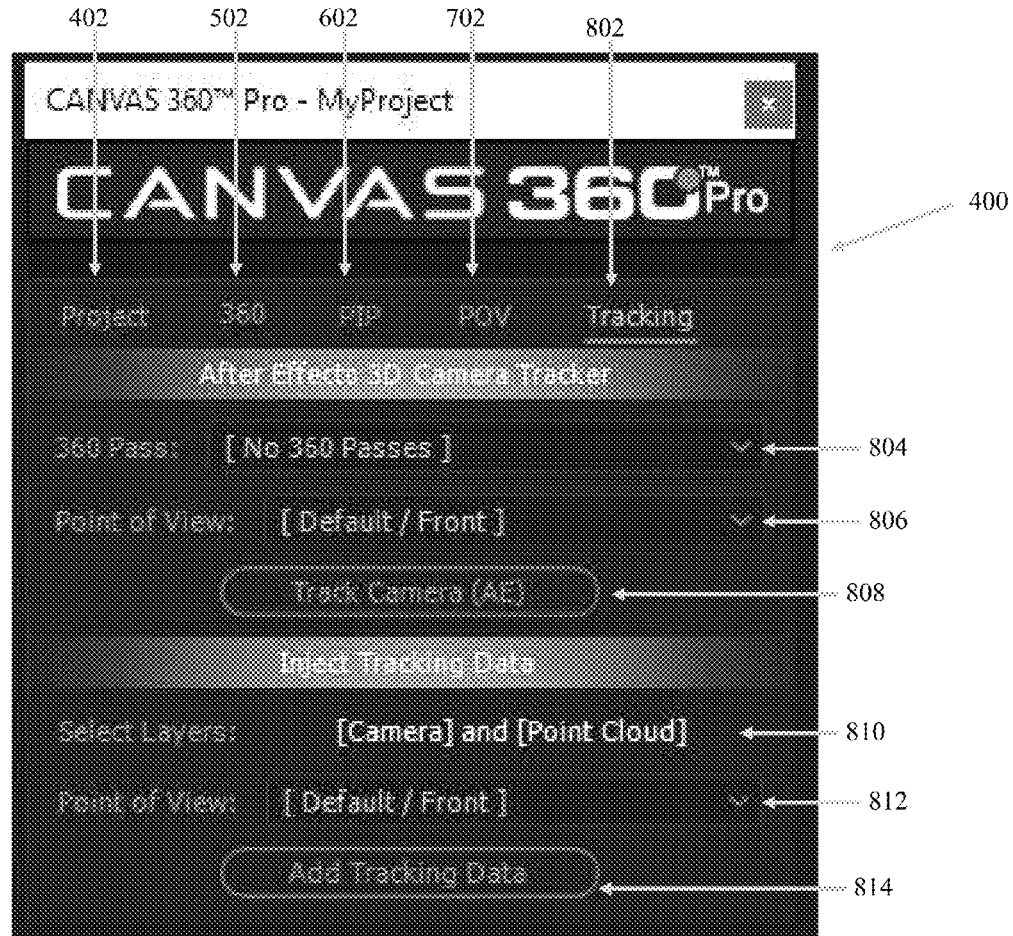 402 502 602 702 802
CANVAS 360™ Pro - MyProject x
CANVAS 360™ Pro
400
Project 360 PIP POV Tracking
After Effects 3D Camera Tracker
360 Pass: [ No 360 Passes ] 804
Point of View: [ Default / Front ] 806
Track Camera (AE) 808
Inject Tracking Data
Select Layers: [Camera] and [Point Cloud] 810
Point of View: [ Default / Front ] 812
Add Tracking Data 814